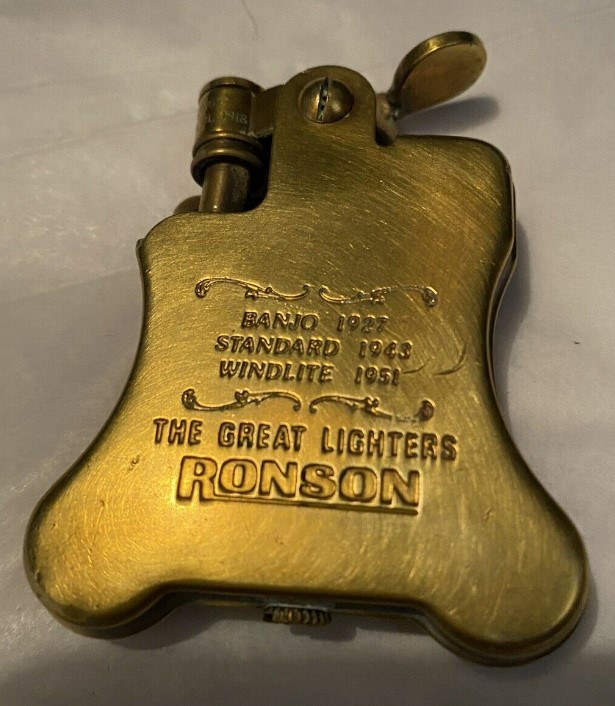 BANJO 1927
STANDARD 1943
WINDLITE 1951
THE GREAT LIGHTERS
RONSON